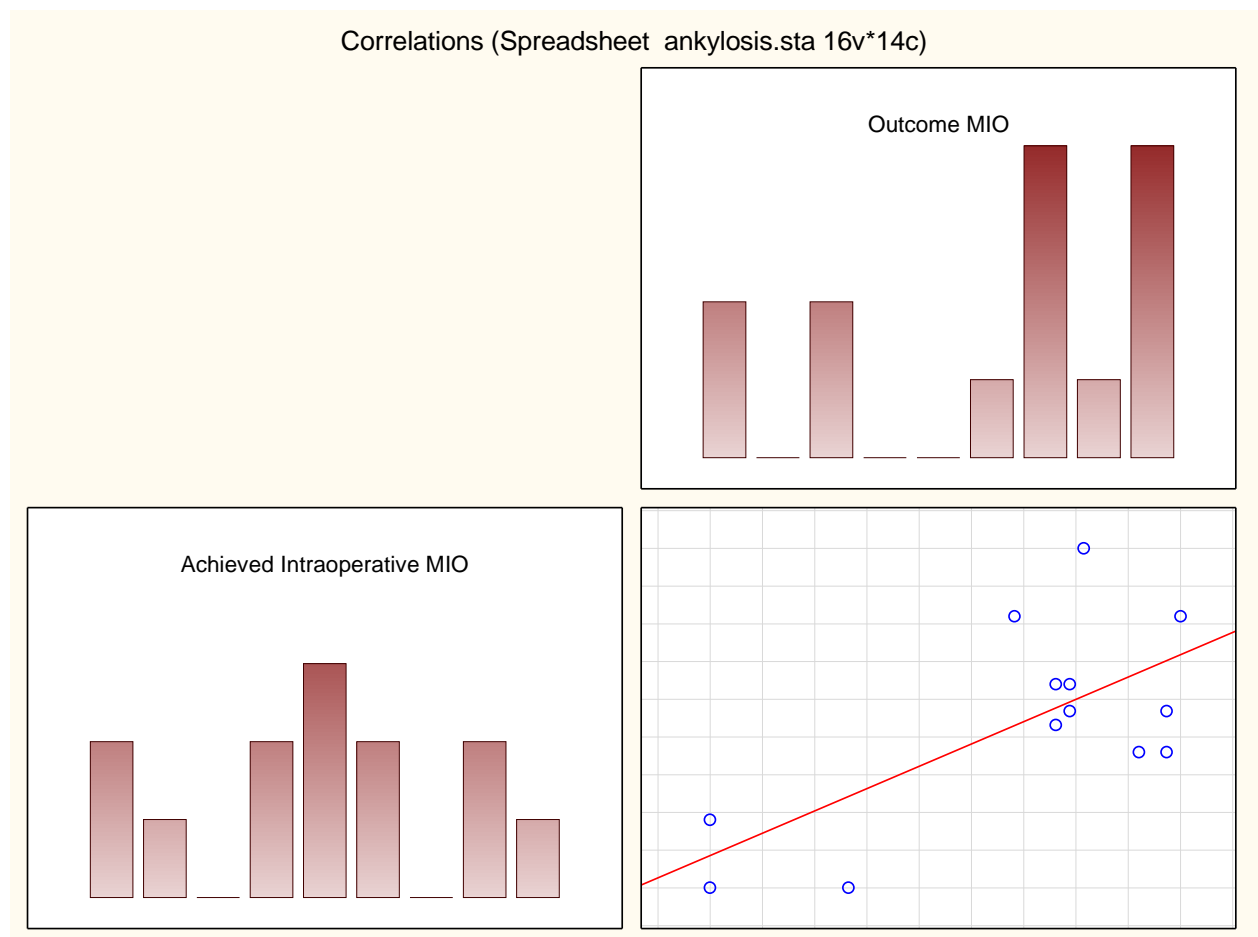 Correlations (Spreadsheet ankylosis.sta 16v*14c)
Outcome MIO
Achieved Intraoperative MIO